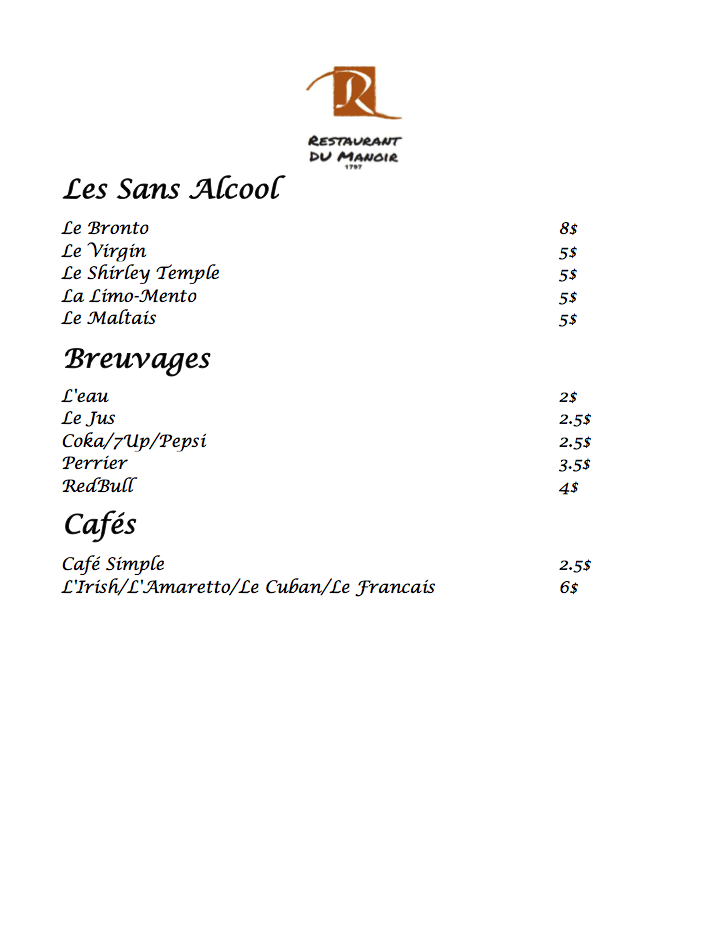 R
RESTAURANT
DU MANOIR
1797
Les Sans Alcool
Le Bronto 8$
Le Virgin 5$
Le Shirley Temple 5$
La Limo-Mento 5$
Le Maltais 5$
Breuvages
L'eau 2$
Le Jus 2.5$
Coka/7Up/Pepsi 2.5$
Perrier 3.5$
RedBull 4$
Cafés
Café Simple 2.5$
L'Irish/L'Amaretto/Le Cuban/Le Francais 6$